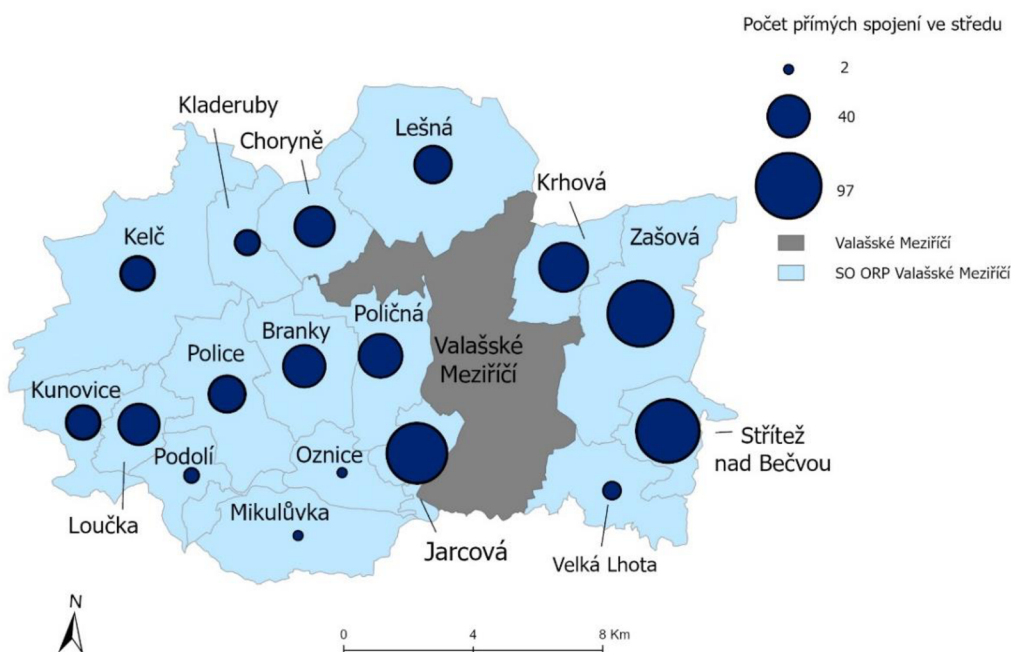 Počet přímých spojení ve středu
2
40
97
Valašské Meziříčí
SO ORP Valašské Meziříčí
Kladeruby
Choryně
Lešná
Krhová
Zašová
Kelč
Poličná
Branky
Police
Valašské
Meziříčí
Kunovice
Střítež
nad Bečvou
Podolí
Oznice
Loučka
Mikulůvka
Jarcová
Velká Lhota
N
0 4 8 Km